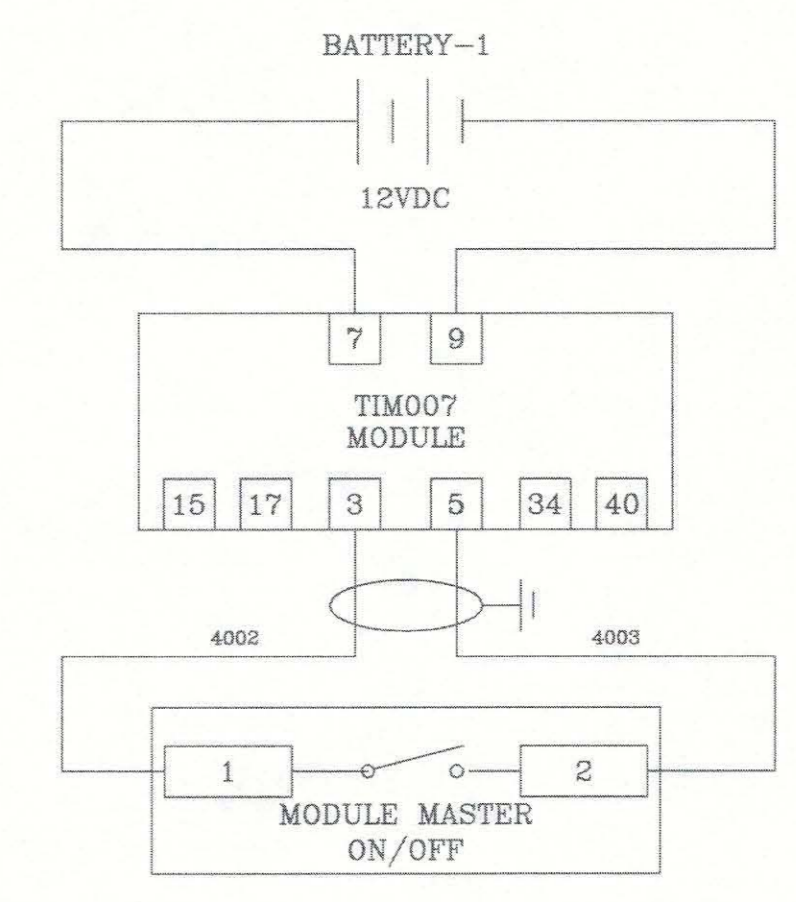 BATTERY-1
12VDC
7 9
TIM007
MODULE
15 17 3 5 34 40
4002 4003
1 2
MODULE MASTER
ON/OFF